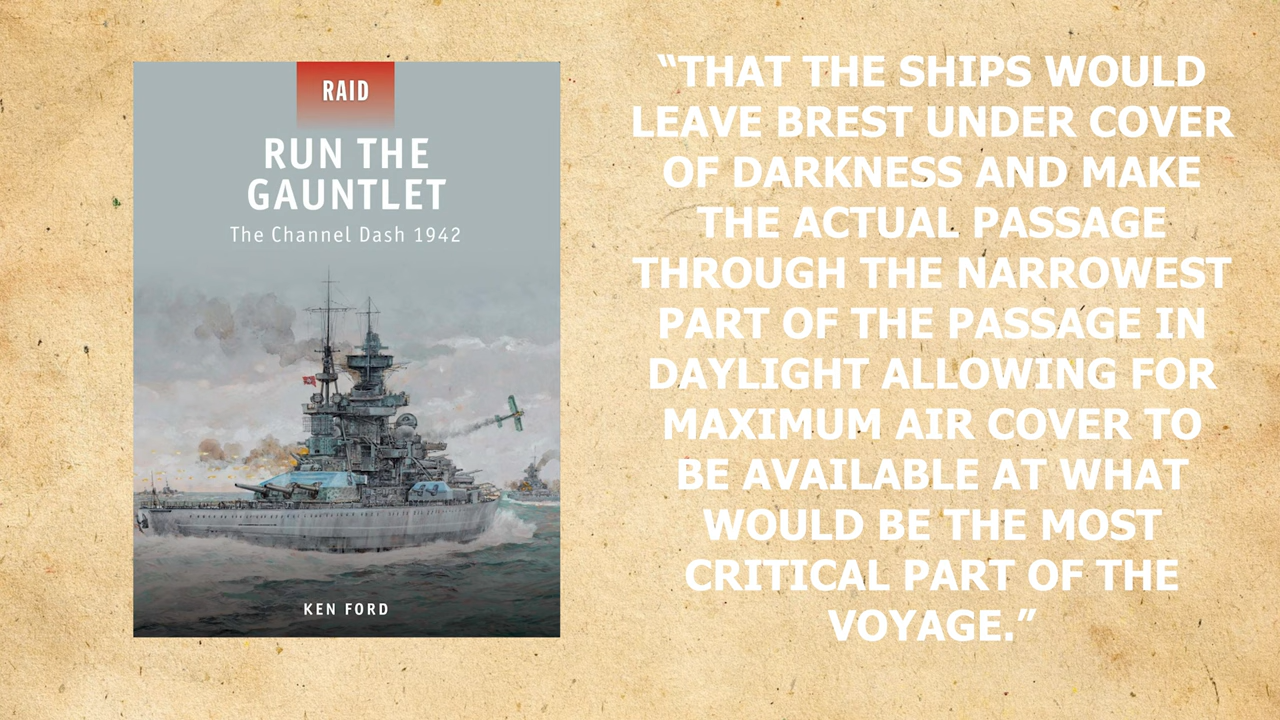 RAID
RUN THE
GAUNTLET
The Channel Dash 1942
KEN FORD
“THAT THE SHIPS WOULD
LEAVE BREST UNDER COVER
OF DARKNESS AND MAKE
THE ACTUAL PASSAGE
THROUGH THE NARROWEST
PART OF THE PASSAGE IN
DAYLIGHT ALLOWING FOR
MAXIMUM AIR COVER TO
BE AVAILABLE AT WHAT
WOULD BE THE MOST
CRITICAL PART OF THE
VOYAGE.”